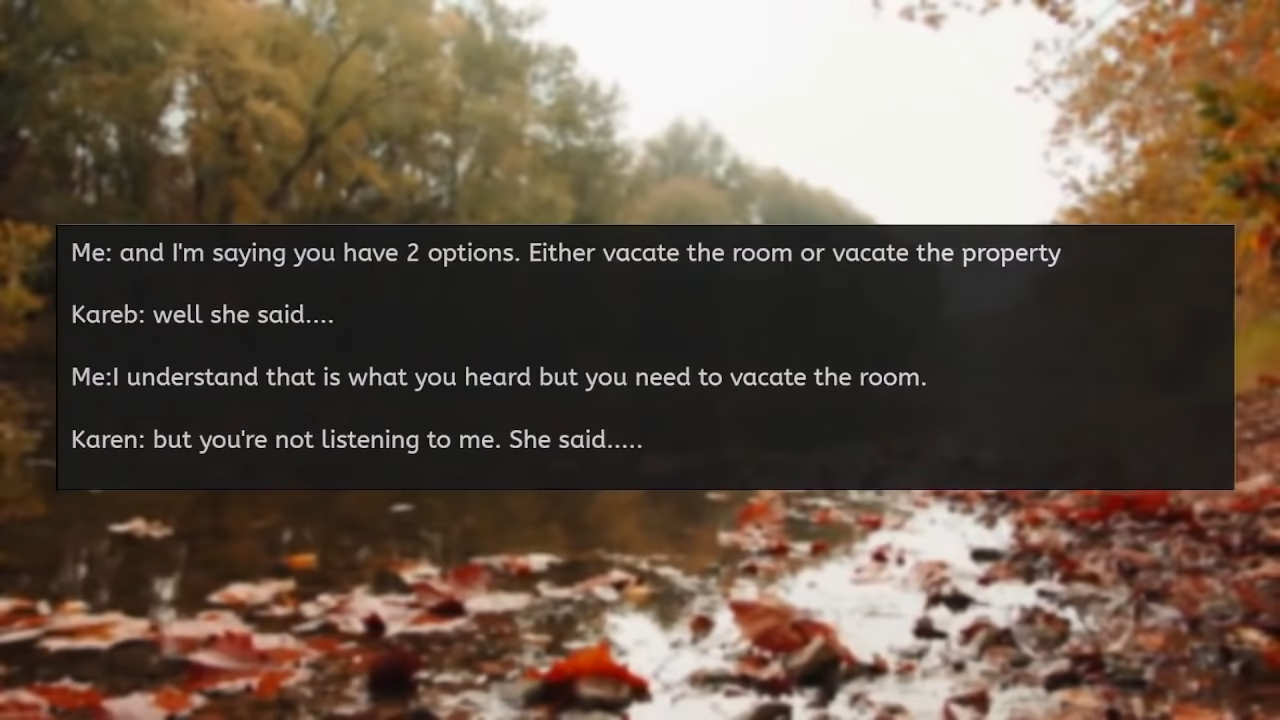 Me: and I'm saying you have 2 options. Either vacate the room or vacate the property
Kareb: well she said....
Me:I understand that is what you heard but you need to vacate the room.
Karen: but you're not listening to me. She said.....